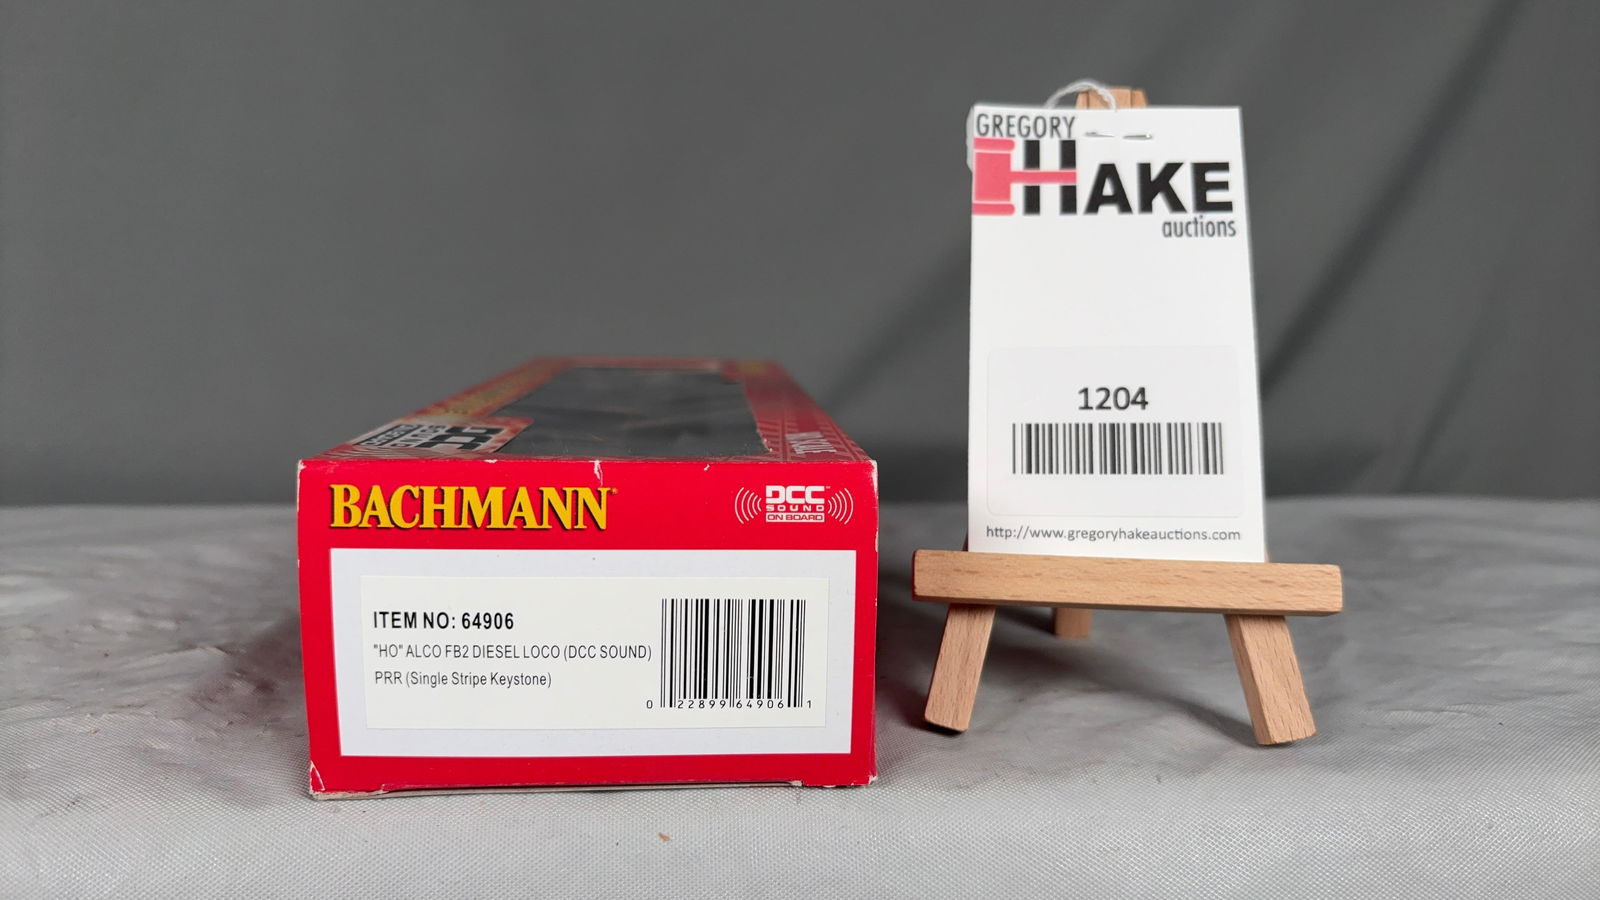 BACHMANN
DCC
SOUND
ON BOARD
ITEM NO: 64906
"HO" ALCO FB2 DIESEL LOCO (DCC SOUND)
PRR (Single Stripe Keystone)
0 22899 64906 1
GREGORY
HAKE
auctions
1204
http://www.gregoryhakeauctions.com